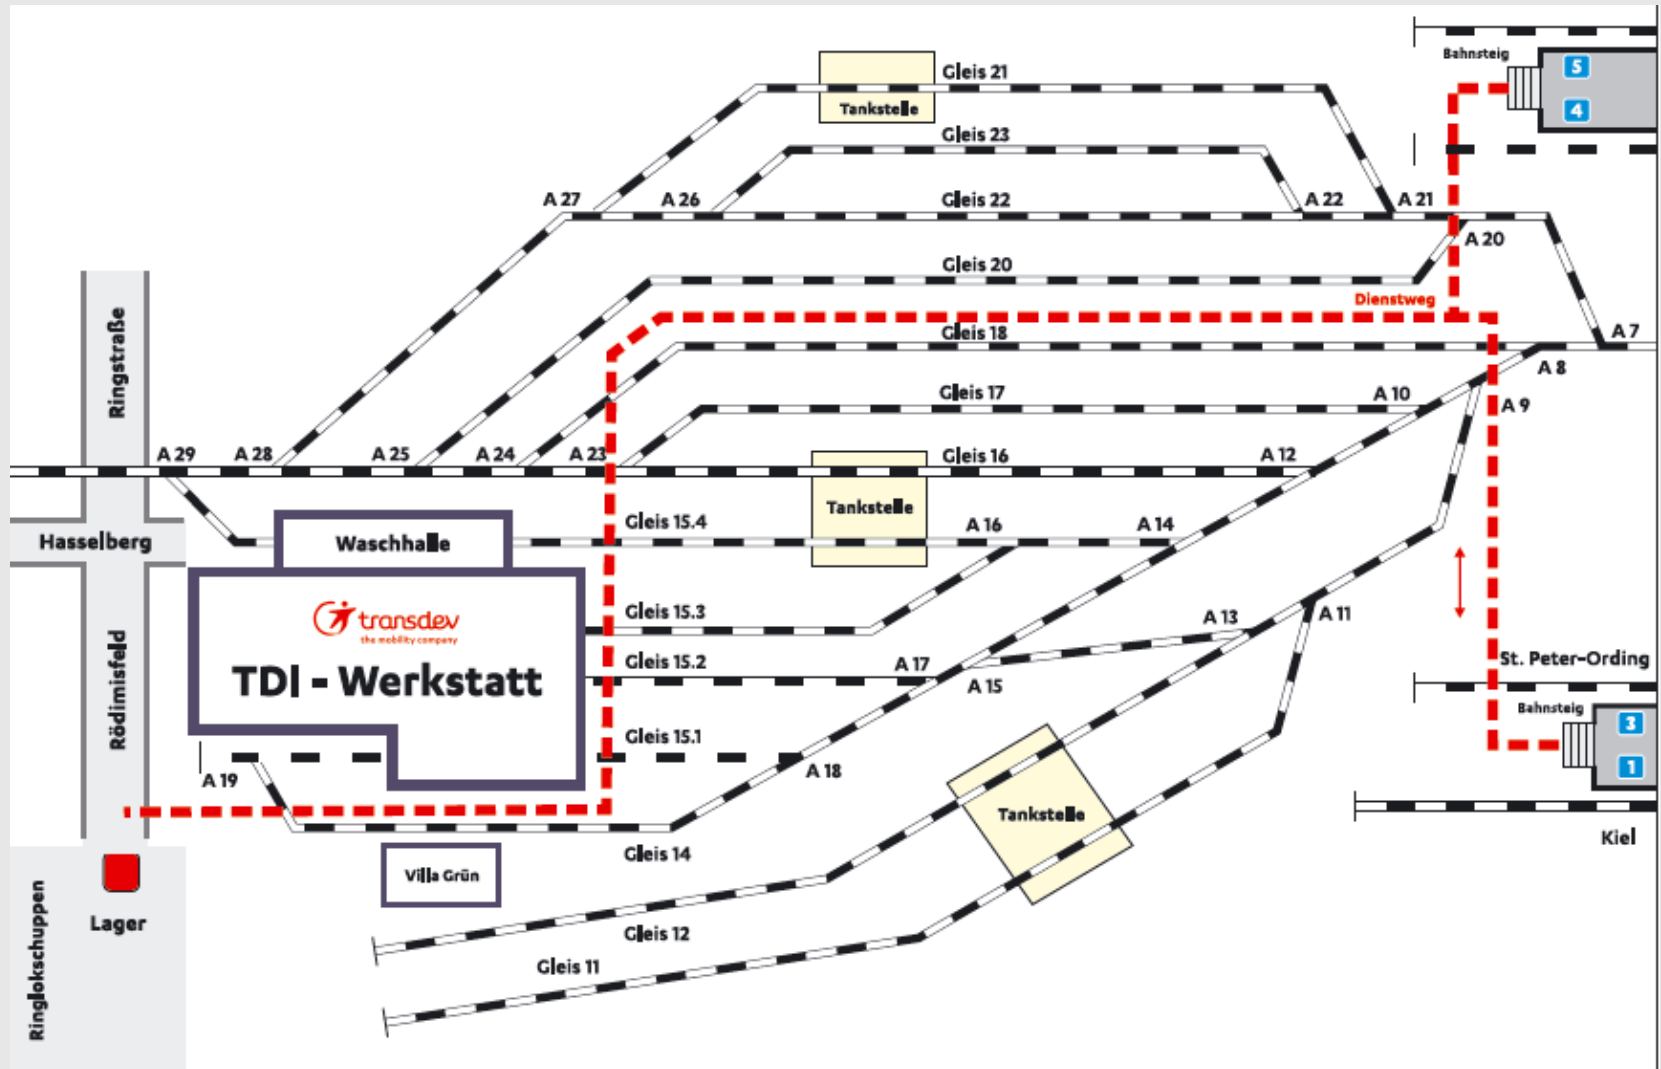 Gleis 21
Bahnsteig
5
Tankstelle
4
Gleis 23
A 27
A 26
Gleis 22
A 22
A 21
A 20
Gleis 20
Dienstweg
Ringstraße
Gleis 18
A 7
A 8
Gleis 17
A 10
A 9
A 29
A 28
A 25
A 24
A 23
Gleis 16
A 12
Tankstelle
Hasselberg
Waschhalle
Gleis 15.4
A 16
A 14
transdev
the mobility company
Gleis 15.3
A 13
A 11
Rödimisfeld
TDI - Werkstatt
Gleis 15.2
A 17
A 15
St. Peter-Ording
Bahnsteig
3
Gleis 15.1
A 19
A 18
1
Tankstelle
Kiel
Gleis 14
Villa Grün
Lager
Ringlokschuppen
Gleis 12
Gleis 11